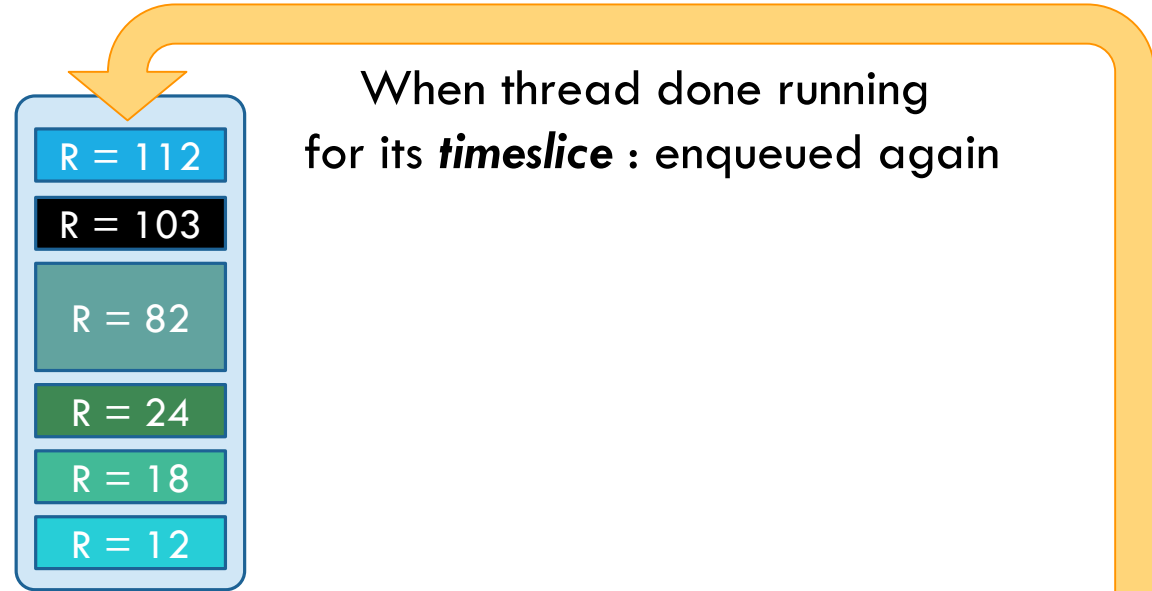 When thread done running
for its timeslice : enqueued again
R = 112
R = 103
R = 82
R = 24
R = 18
R = 12